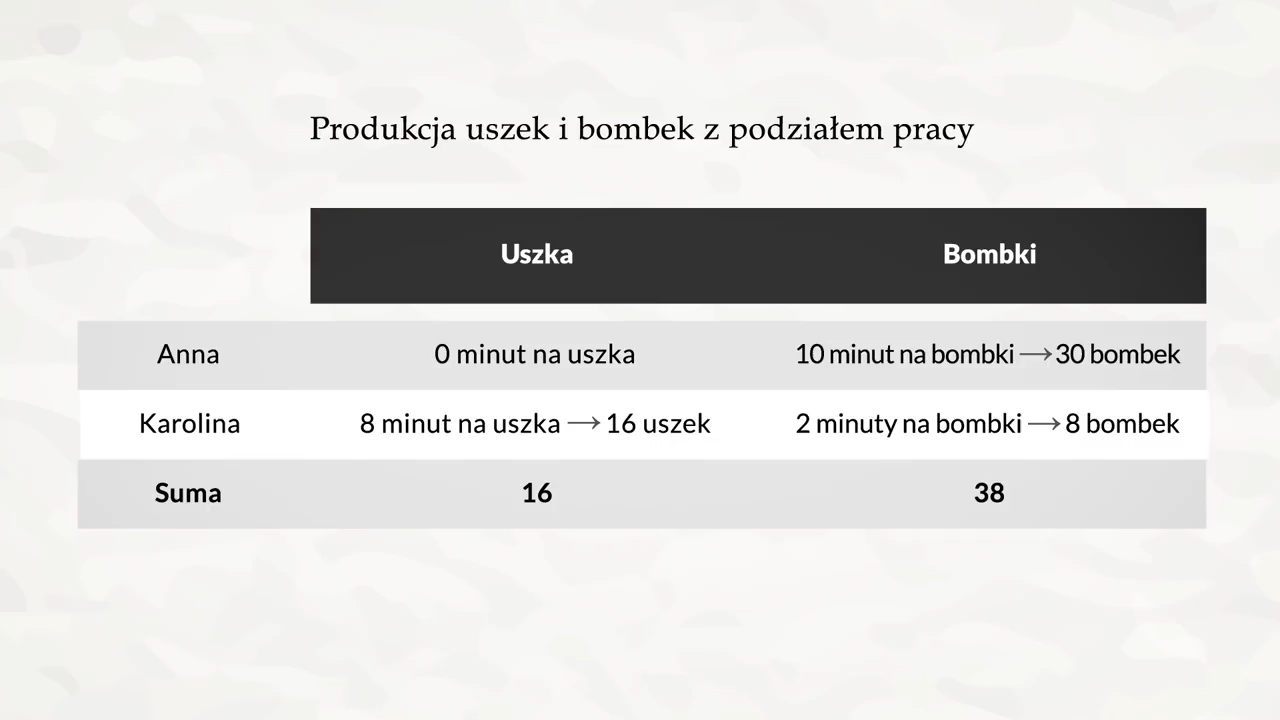 Produkcja uszek i bombek z podziałem pracy
Uszka Bombki
Anna 0 minut na uszka 10 minut na bombki → 30 bombek
Karolina 8 minut na uszka → 16 uszek 2 minuty na bombki → 8 bombek
Suma 16 38